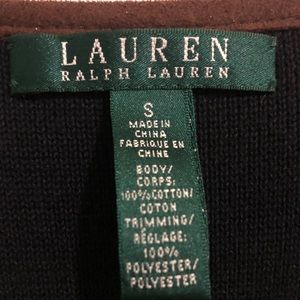 LAUREN
RALPH LAUREN
S
MADE IN
CHINA
FABRIQUE EN
CHINE
BODY/
CORPS:
100% COTTON/
COTON
TRIMMING/
RÉGLAGE:
100%
POLYESTER/
POLYESTER